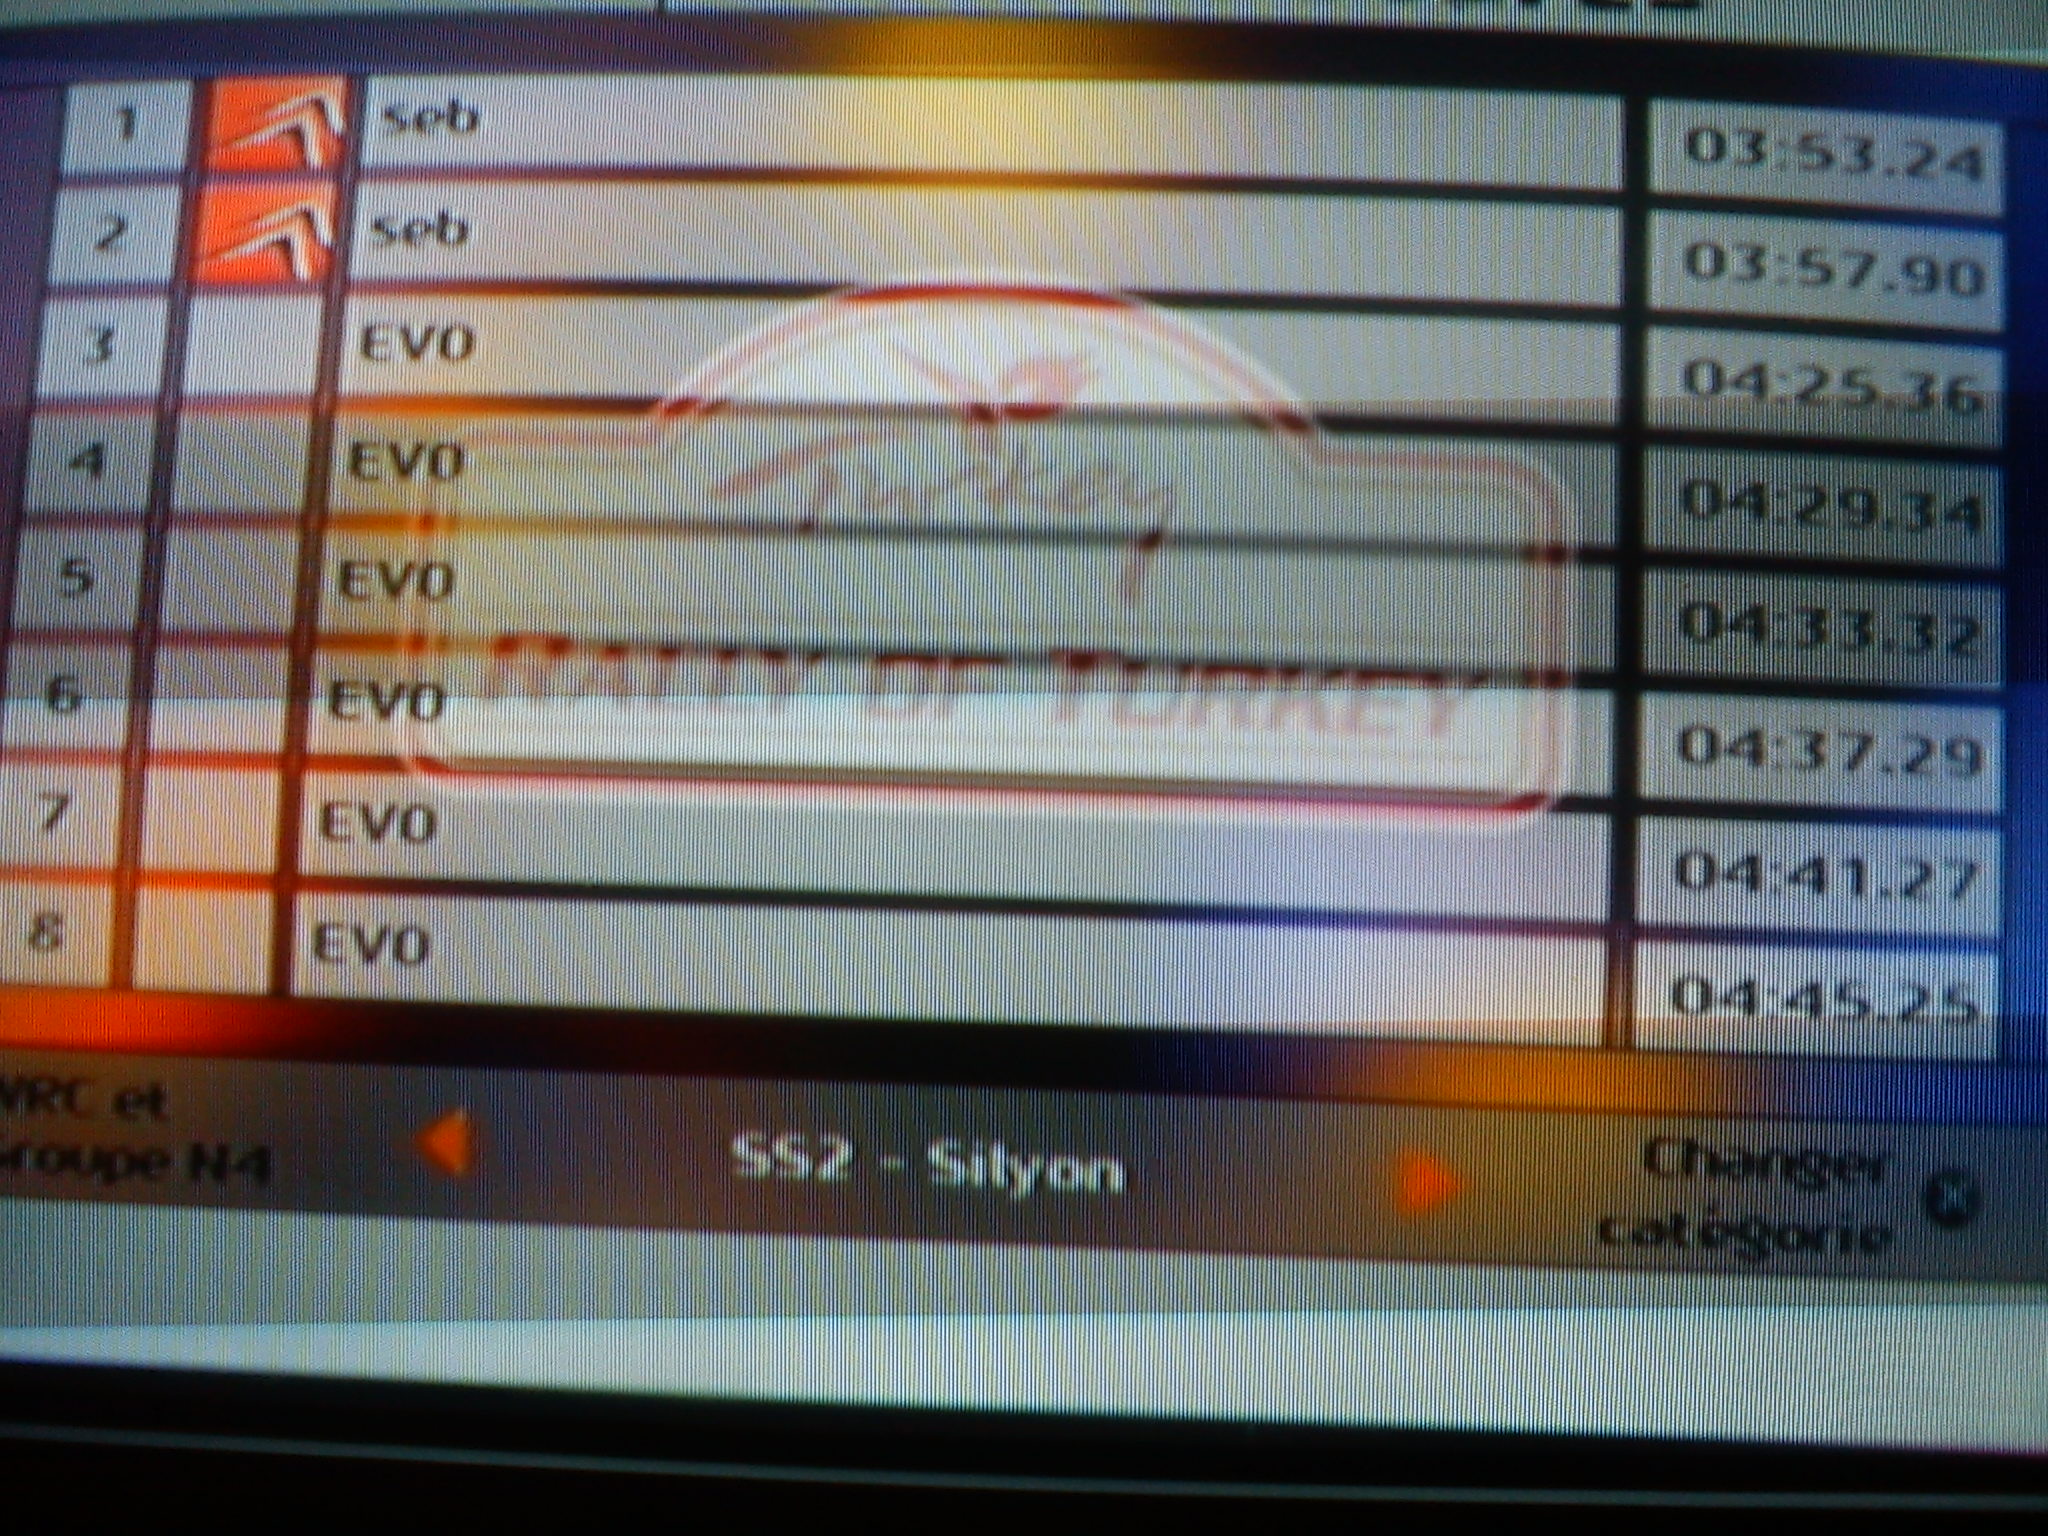 1 seb 03:53.24
2 seb 03:57.90
3 EVO 04:25.36
4 EVO 04:29.34
5 EVO 04:33.32
6 EVO 04:37.29
7 EVO 04:41.27
8 EVO 04:45.25
Turkey
RALLY OF TURKEY
WRC et
Groupe N4
SS2 - Silyon
Changer
catégorie